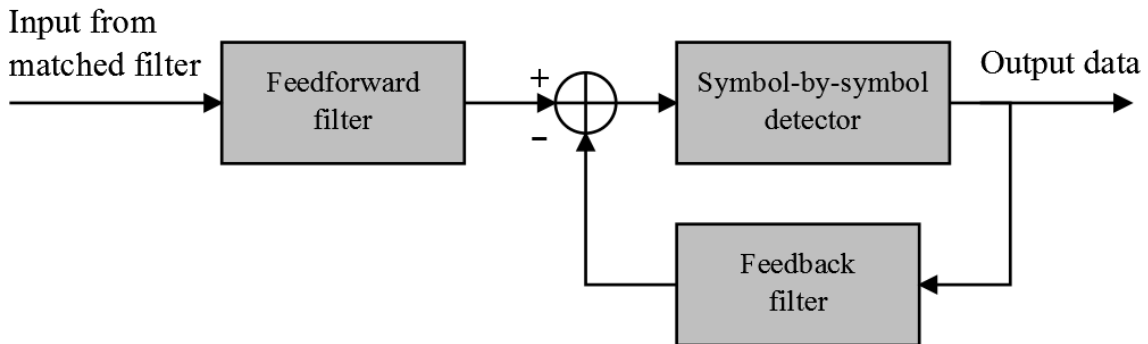 Input from
matched filter
Feedforward
filter
+
−
Symbol-by-symbol
detector
Output data
Feedback
filter